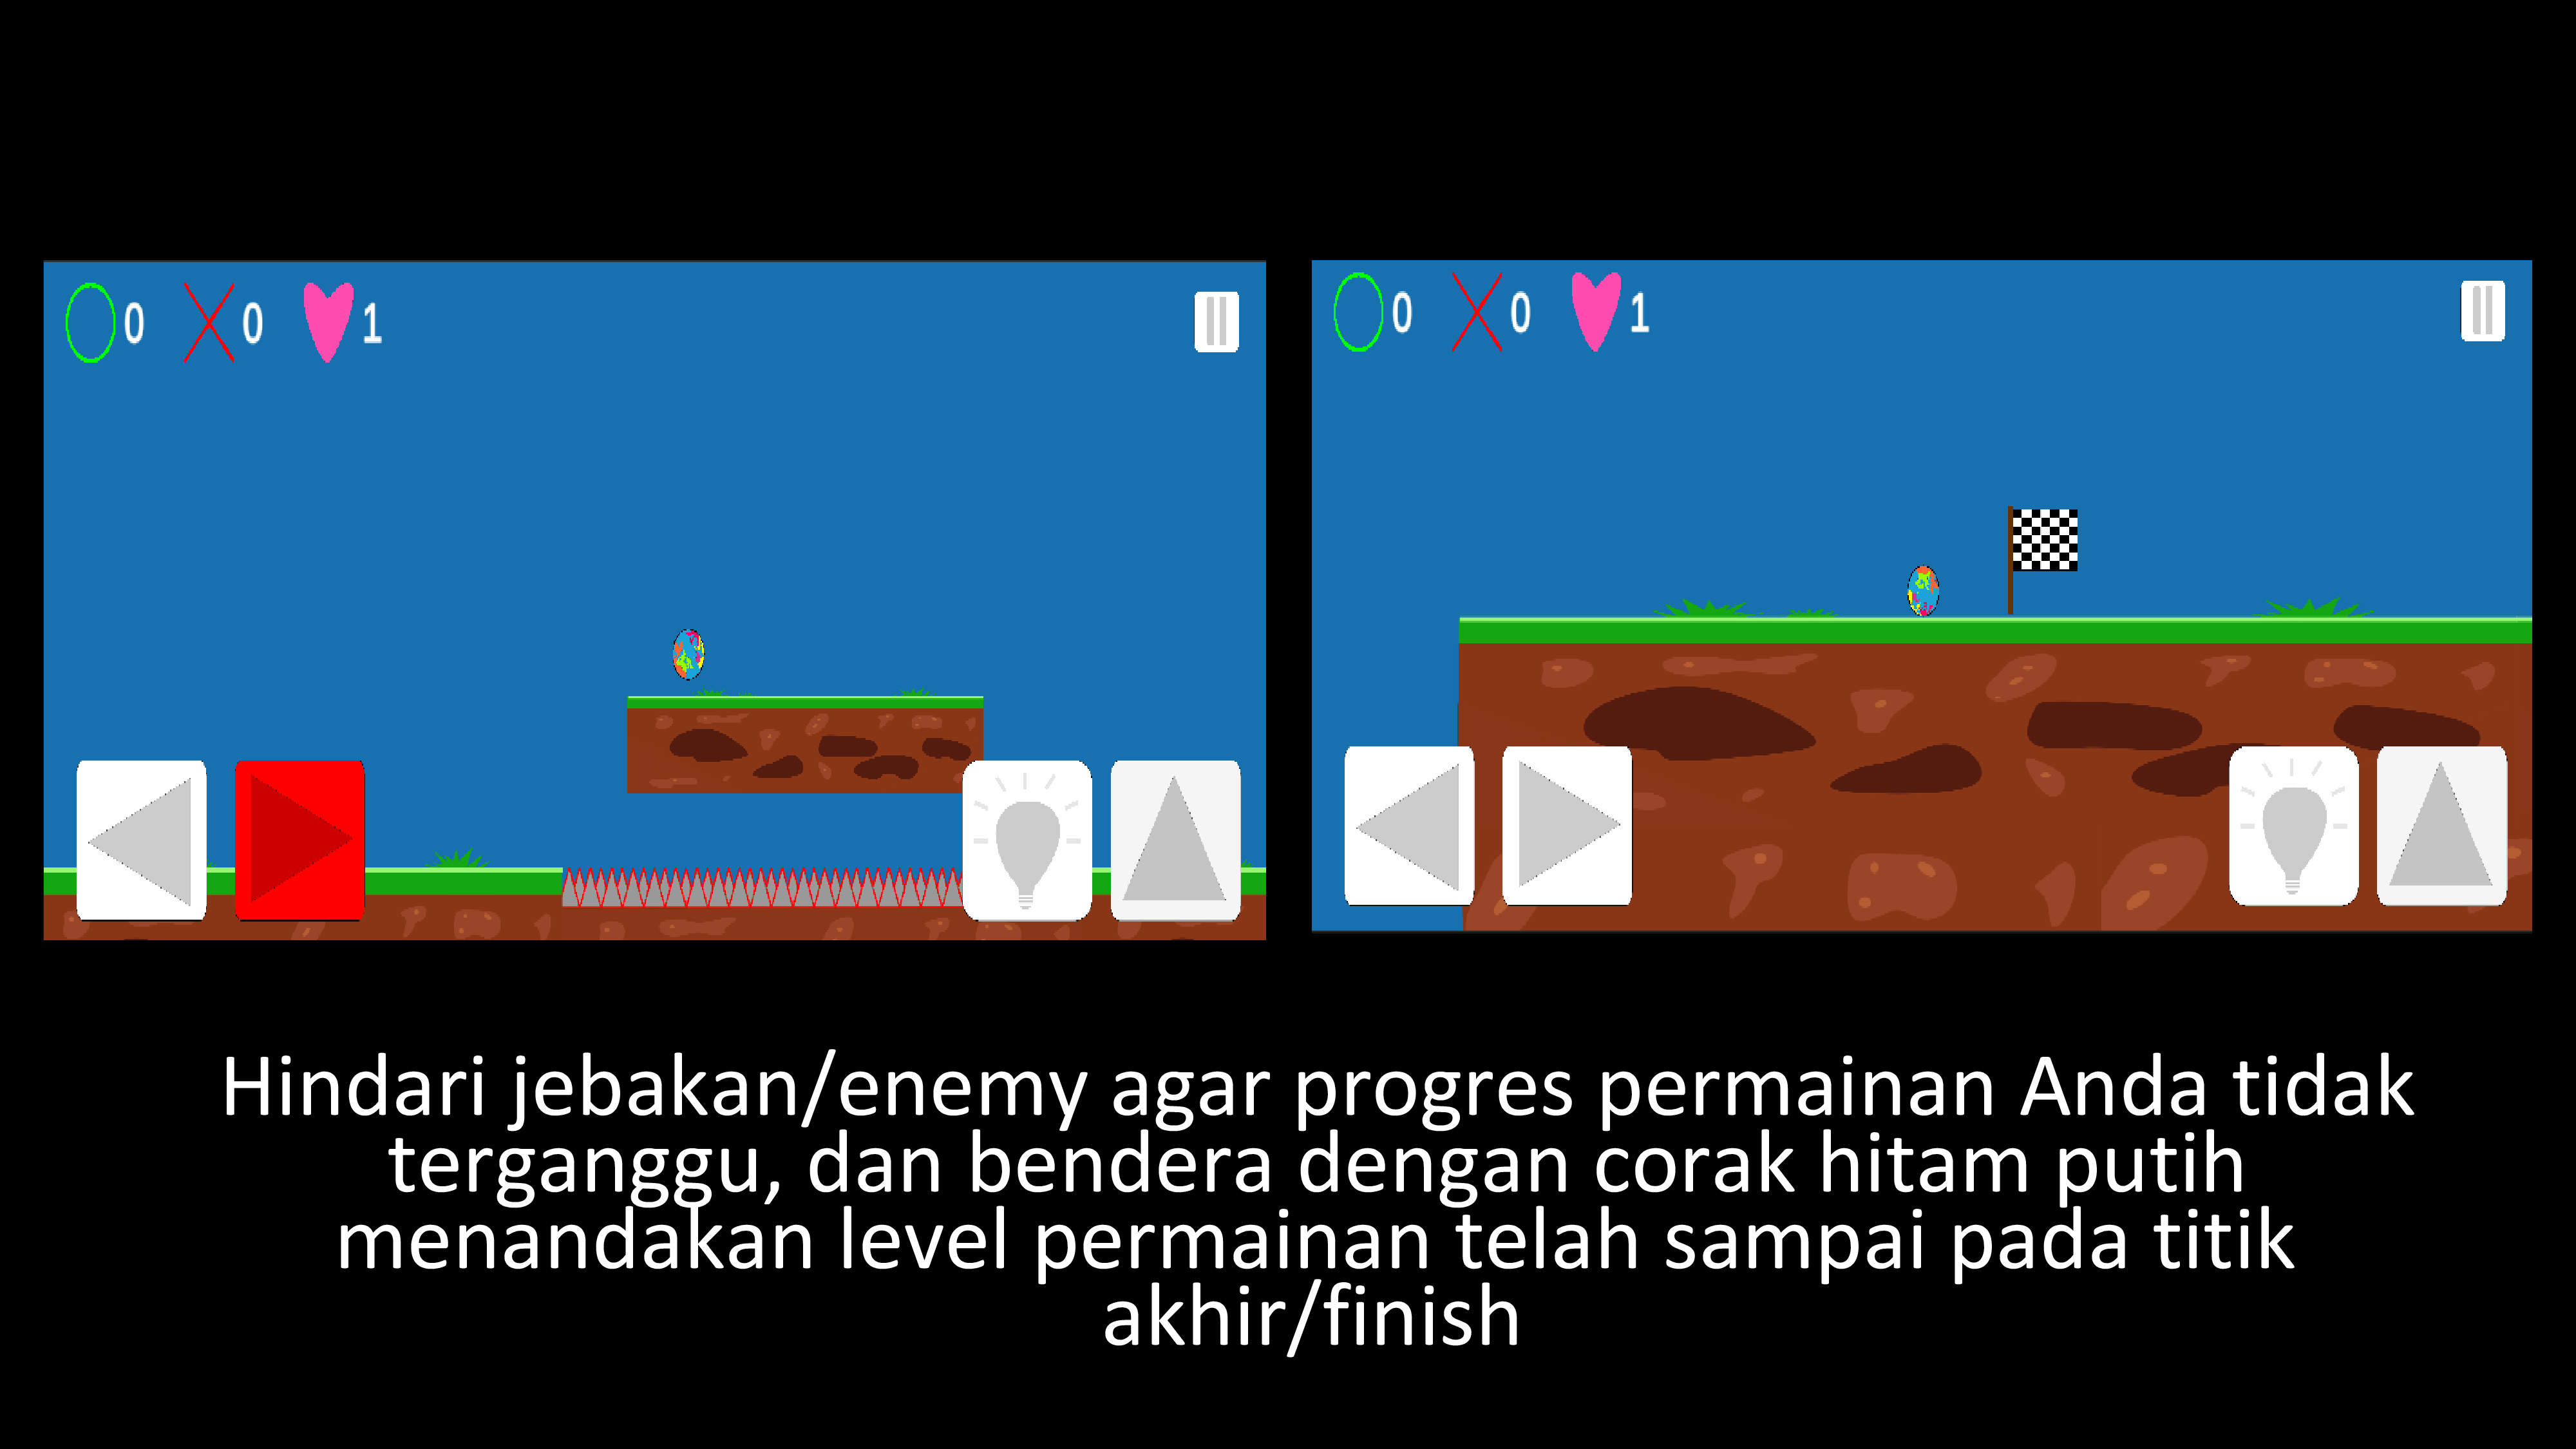 0 0 1
0 0 1
Hindari jebakan/enemy agar progres permainan Anda tidak
terganggu, dan bendera dengan corak hitam putih
menandakan level permainan telah sampai pada titik
akhir/finish